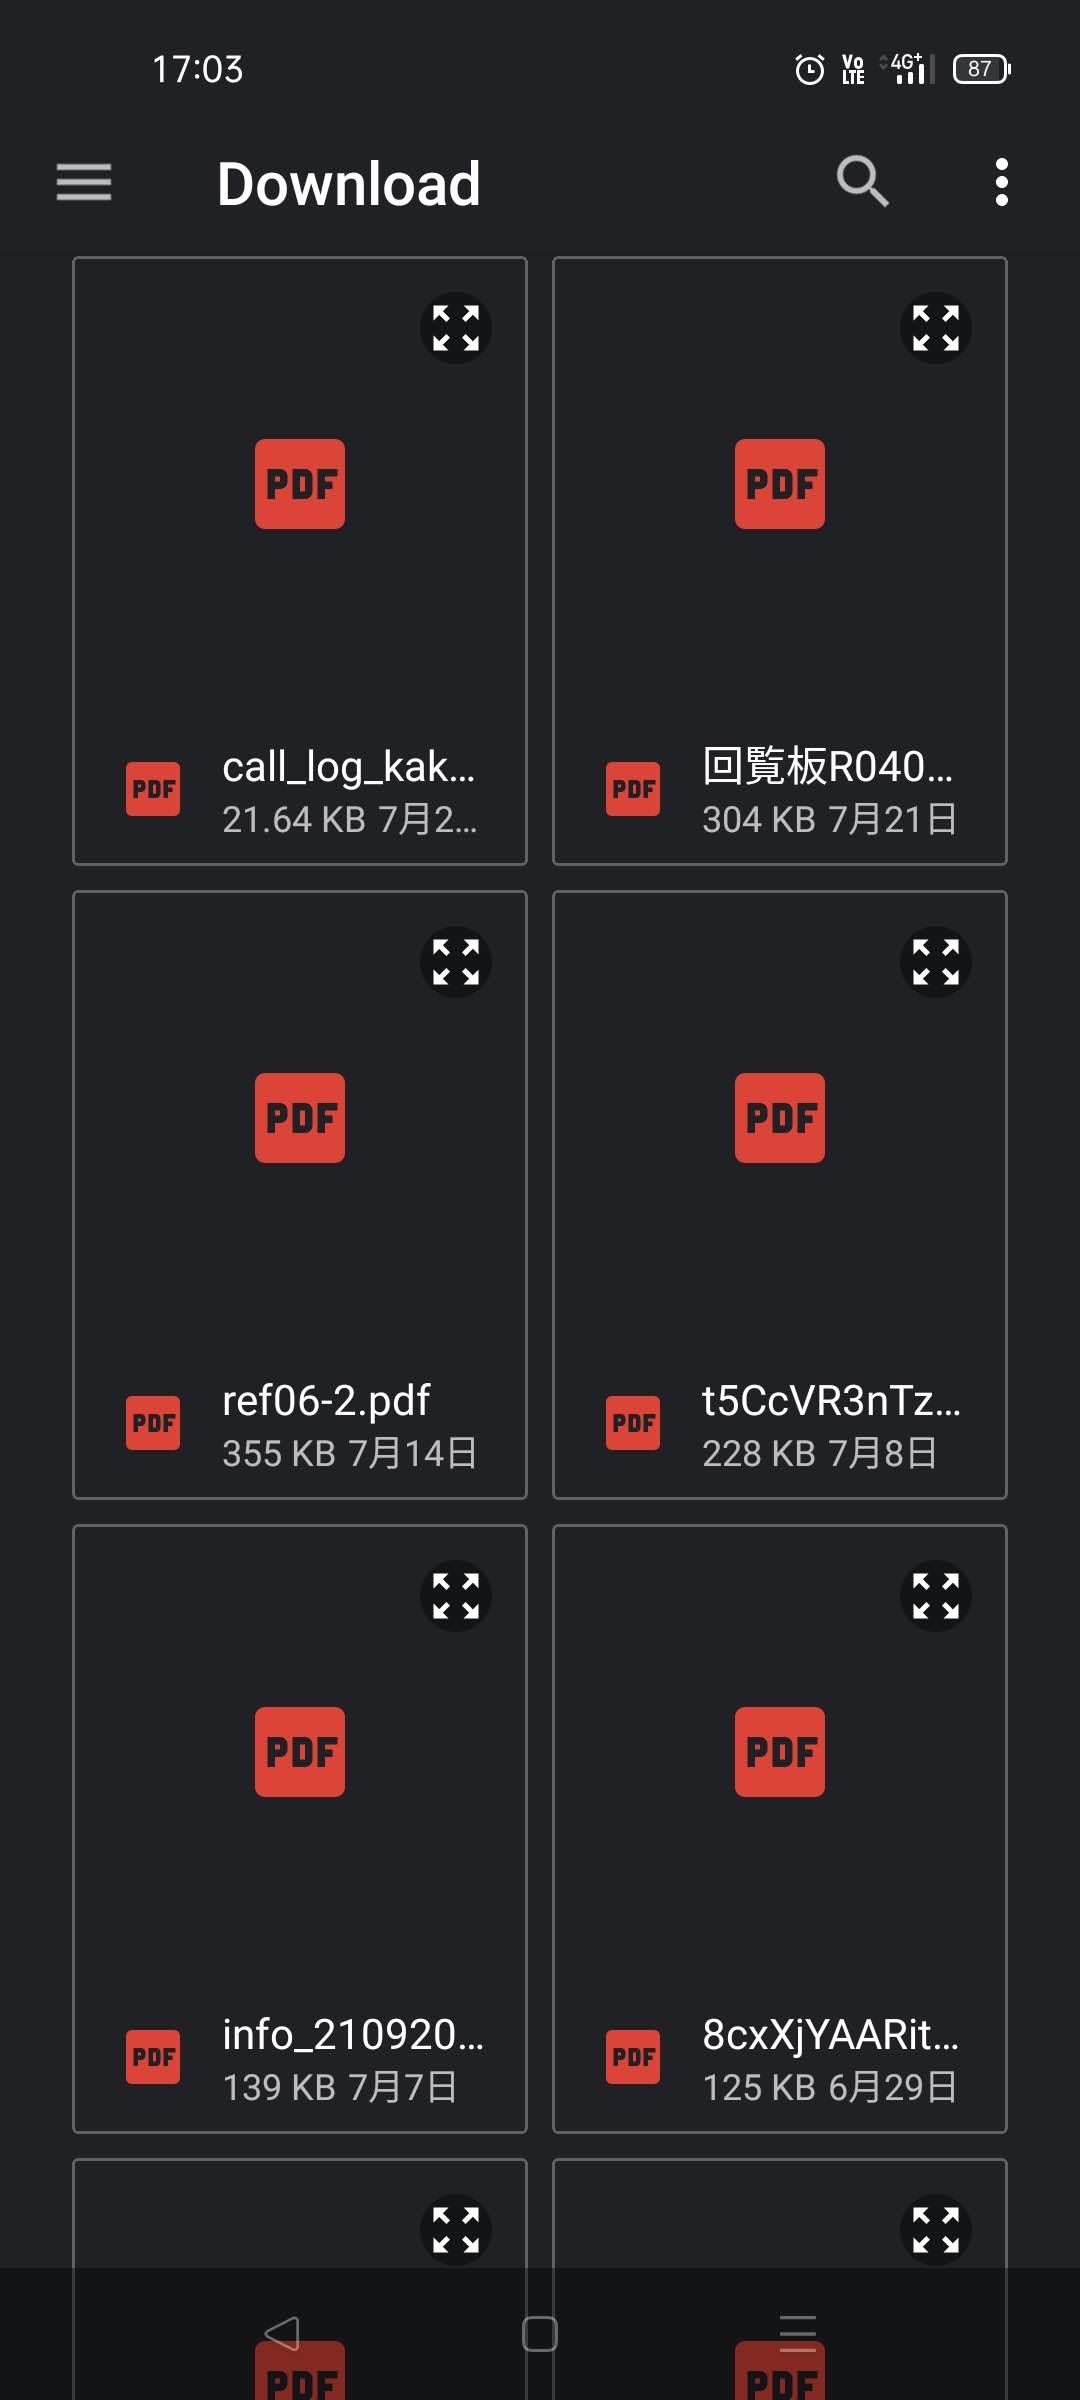 17:03
Vo LTE 4G+ 87
Download
PDF
PDF
PDF call_log_kak...
21.64 KB 7月2...
PDF 回覧板R040...
304 KB 7月21日
PDF
PDF
PDF ref06-2.pdf
355 KB 7月14日
PDF t5CcVR3nTz...
228 KB 7月8日
PDF
PDF
PDF info_210920...
139 KB 7月7日
PDF 8cxXjYAARit...
125 KB 6月29日
PDF
PDF